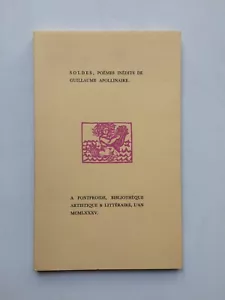 SOLDES, POÈMES INÉDITS DE
GUILLAUME APOLLINAIRE.
A FONTFROIDE, BIBLIOTHÈQUE
ARTISTIQUE & LITTÉRAIRE, L'AN
MCMLXXXV.